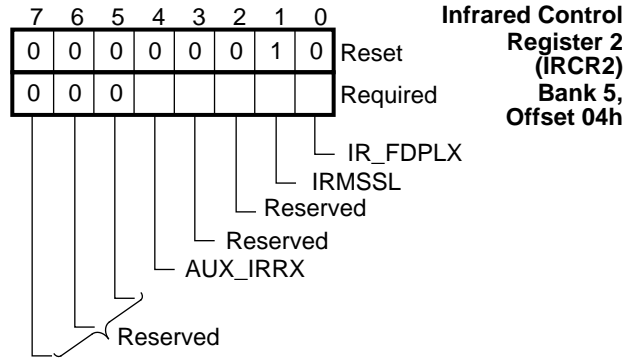 7 6 5 4 3 2 1 0
0 0 0 0 0 0 1 0 Reset
0 0 0 Required
Infrared Control
Register 2
(IRCR2)
Bank 5,
Offset 04h
IR_FDPLX
IRMSSL
Reserved
Reserved
AUX_IRRX
Reserved